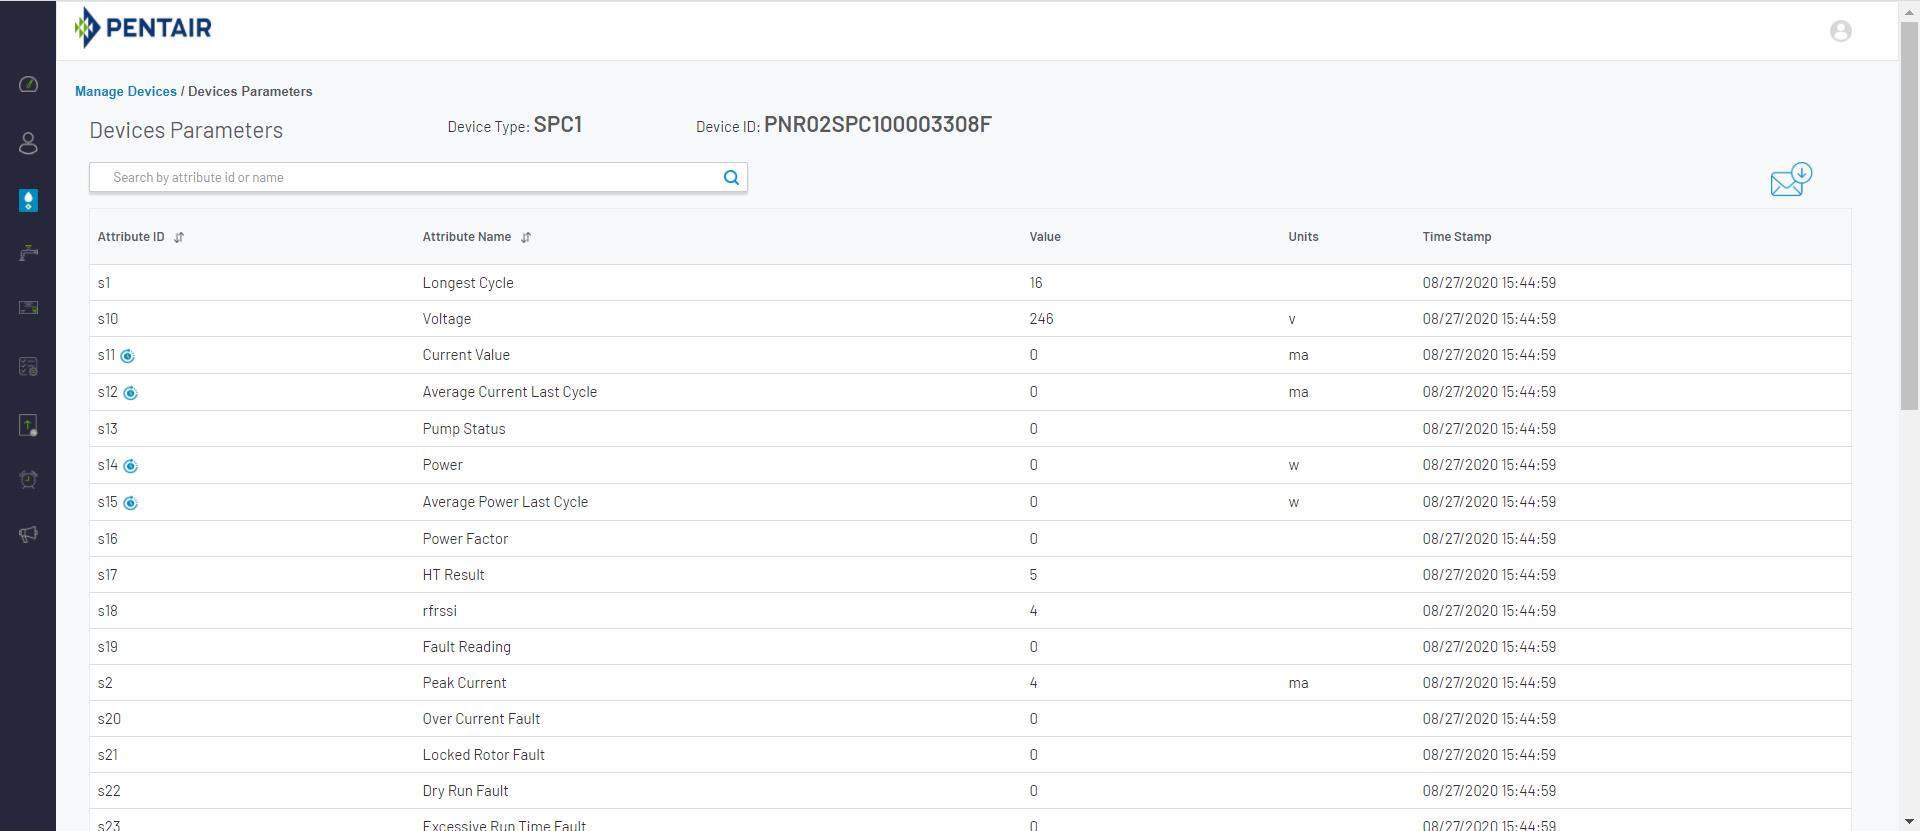 PENTAIR
Manage Devices / Devices Parameters
Devices Parameters Device Type: SPC1 Device ID: PNR02SPC100003308F
Search by attribute id or name
Attribute ID Attribute Name Value Units Time Stamp
s1 Longest Cycle 16 08/27/2020 15:44:59
s10 Voltage 246 v 08/27/2020 15:44:59
s11 Current Value 0 ma 08/27/2020 15:44:59
s12 Average Current Last Cycle 0 ma 08/27/2020 15:44:59
s13 Pump Status 0 08/27/2020 15:44:59
s14 Power 0 w 08/27/2020 15:44:59
s15 Average Power Last Cycle 0 w 08/27/2020 15:44:59
s16 Power Factor 0 08/27/2020 15:44:59
s17 HT Result 5 08/27/2020 15:44:59
s18 rfrssi 4 08/27/2020 15:44:59
s19 Fault Reading 0 08/27/2020 15:44:59
s2 Peak Current 4 ma 08/27/2020 15:44:59
s20 Over Current Fault 0 08/27/2020 15:44:59
s21 Locked Rotor Fault 0 08/27/2020 15:44:59
s22 Dry Run Fault 0 08/27/2020 15:44:59
s23 Excessive Run Time Fault 0 08/27/2020 15:44:59